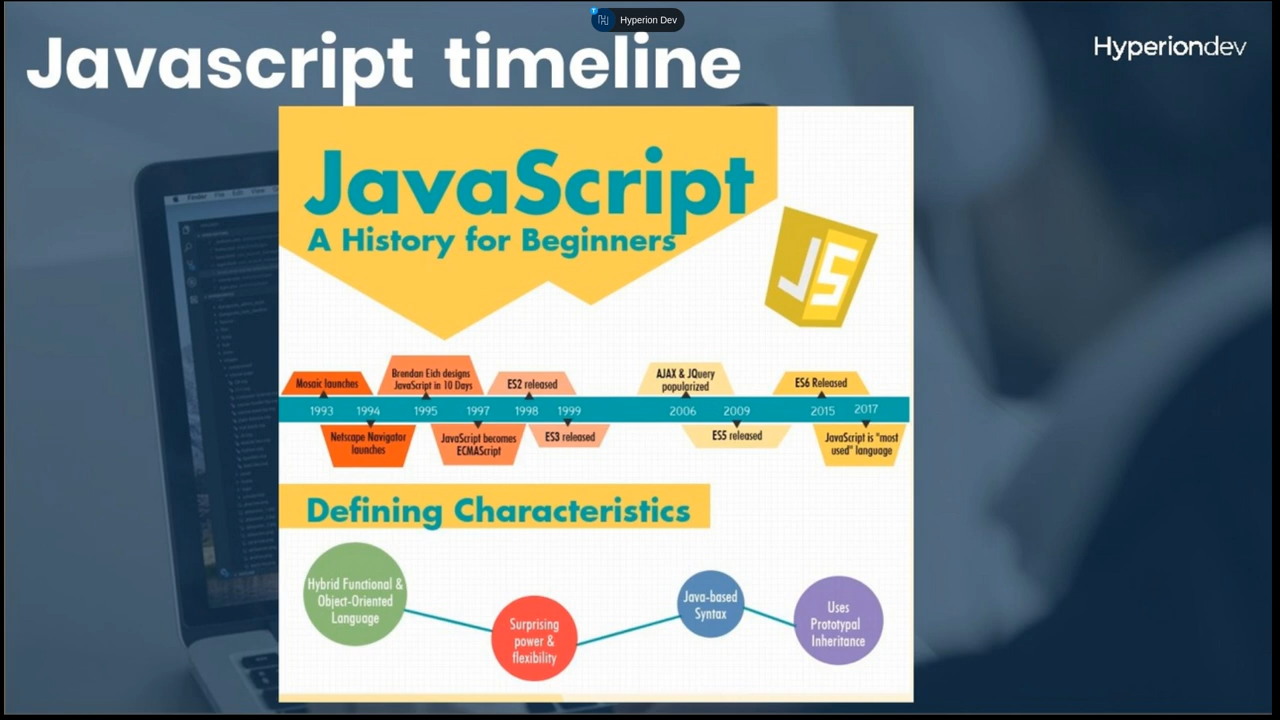 Hyperion Dev
Javascript timeline
Hyperiondev
JavaScript
A History for Beginners
JS
Mosaic launches
Brendan Eich designs
JavaScript in 10 Days
ES2 released
AJAX & JQuery
popularized
ES6 Released
1993 1994 1995 1997 1998 1999 2006 2009 2015 2017
Netscape Navigator
launches
JavaScript becomes
ECMAScript
ES3 released
ES5 released
JavaScript is "most
used" language
Defining Characteristics
Hybrid Functional &
Object-Oriented
Language
Surprising
power &
flexibility
Java-based
Syntax
Uses
Prototypal
Inheritance